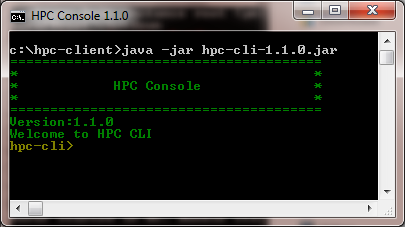 HPC Console 1.1.0
c:\hpc-client>java -jar hpc-cli-1.1.0.jar
=======================================
*                                     *
*            HPC Console              *
*                                     *
=======================================
Version:1.1.0
Welcome to HPC CLI
hpc-cli>